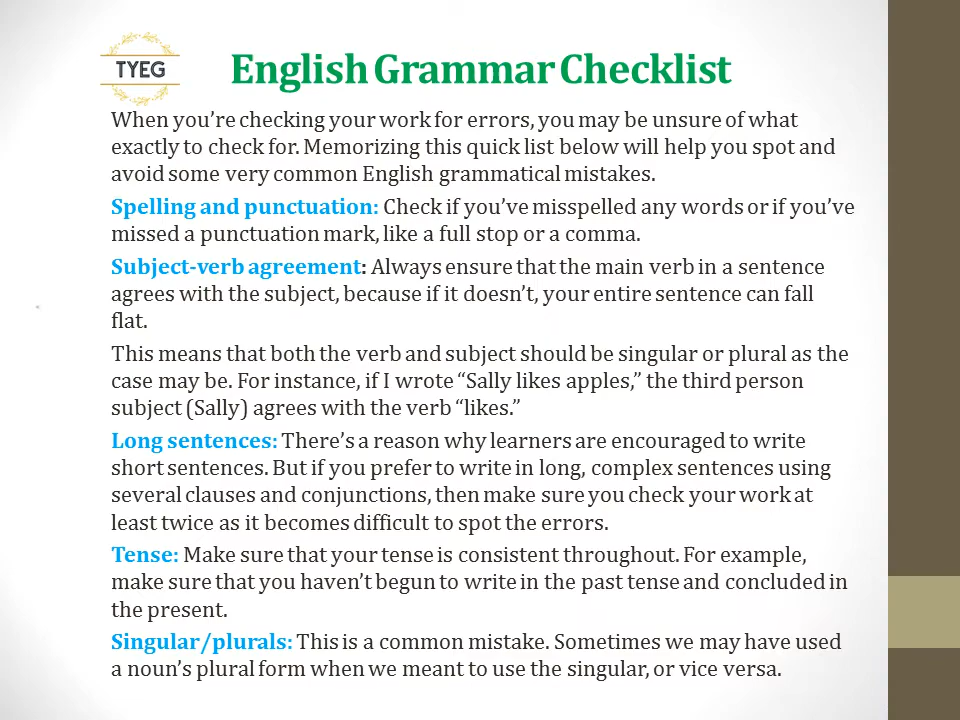 TYEG
English Grammar Checklist
When you’re checking your work for errors, you may be unsure of what
exactly to check for. Memorizing this quick list below will help you spot and
avoid some very common English grammatical mistakes.
Spelling and punctuation: Check if you’ve misspelled any words or if you’ve
missed a punctuation mark, like a full stop or a comma.
Subject-verb agreement: Always ensure that the main verb in a sentence
agrees with the subject, because if it doesn’t, your entire sentence can fall
flat.
This means that both the verb and subject should be singular or plural as the
case may be. For instance, if I wrote “Sally likes apples,” the third person
subject (Sally) agrees with the verb “likes.”
Long sentences: There’s a reason why learners are encouraged to write
short sentences. But if you prefer to write in long, complex sentences using
several clauses and conjunctions, then make sure you check your work at
least twice as it becomes difficult to spot the errors.
Tense: Make sure that your tense is consistent throughout. For example,
make sure that you haven’t begun to write in the past tense and concluded in
the present.
Singular/plurals: This is a common mistake. Sometimes we may have used
a noun’s plural form when we meant to use the singular, or vice versa.